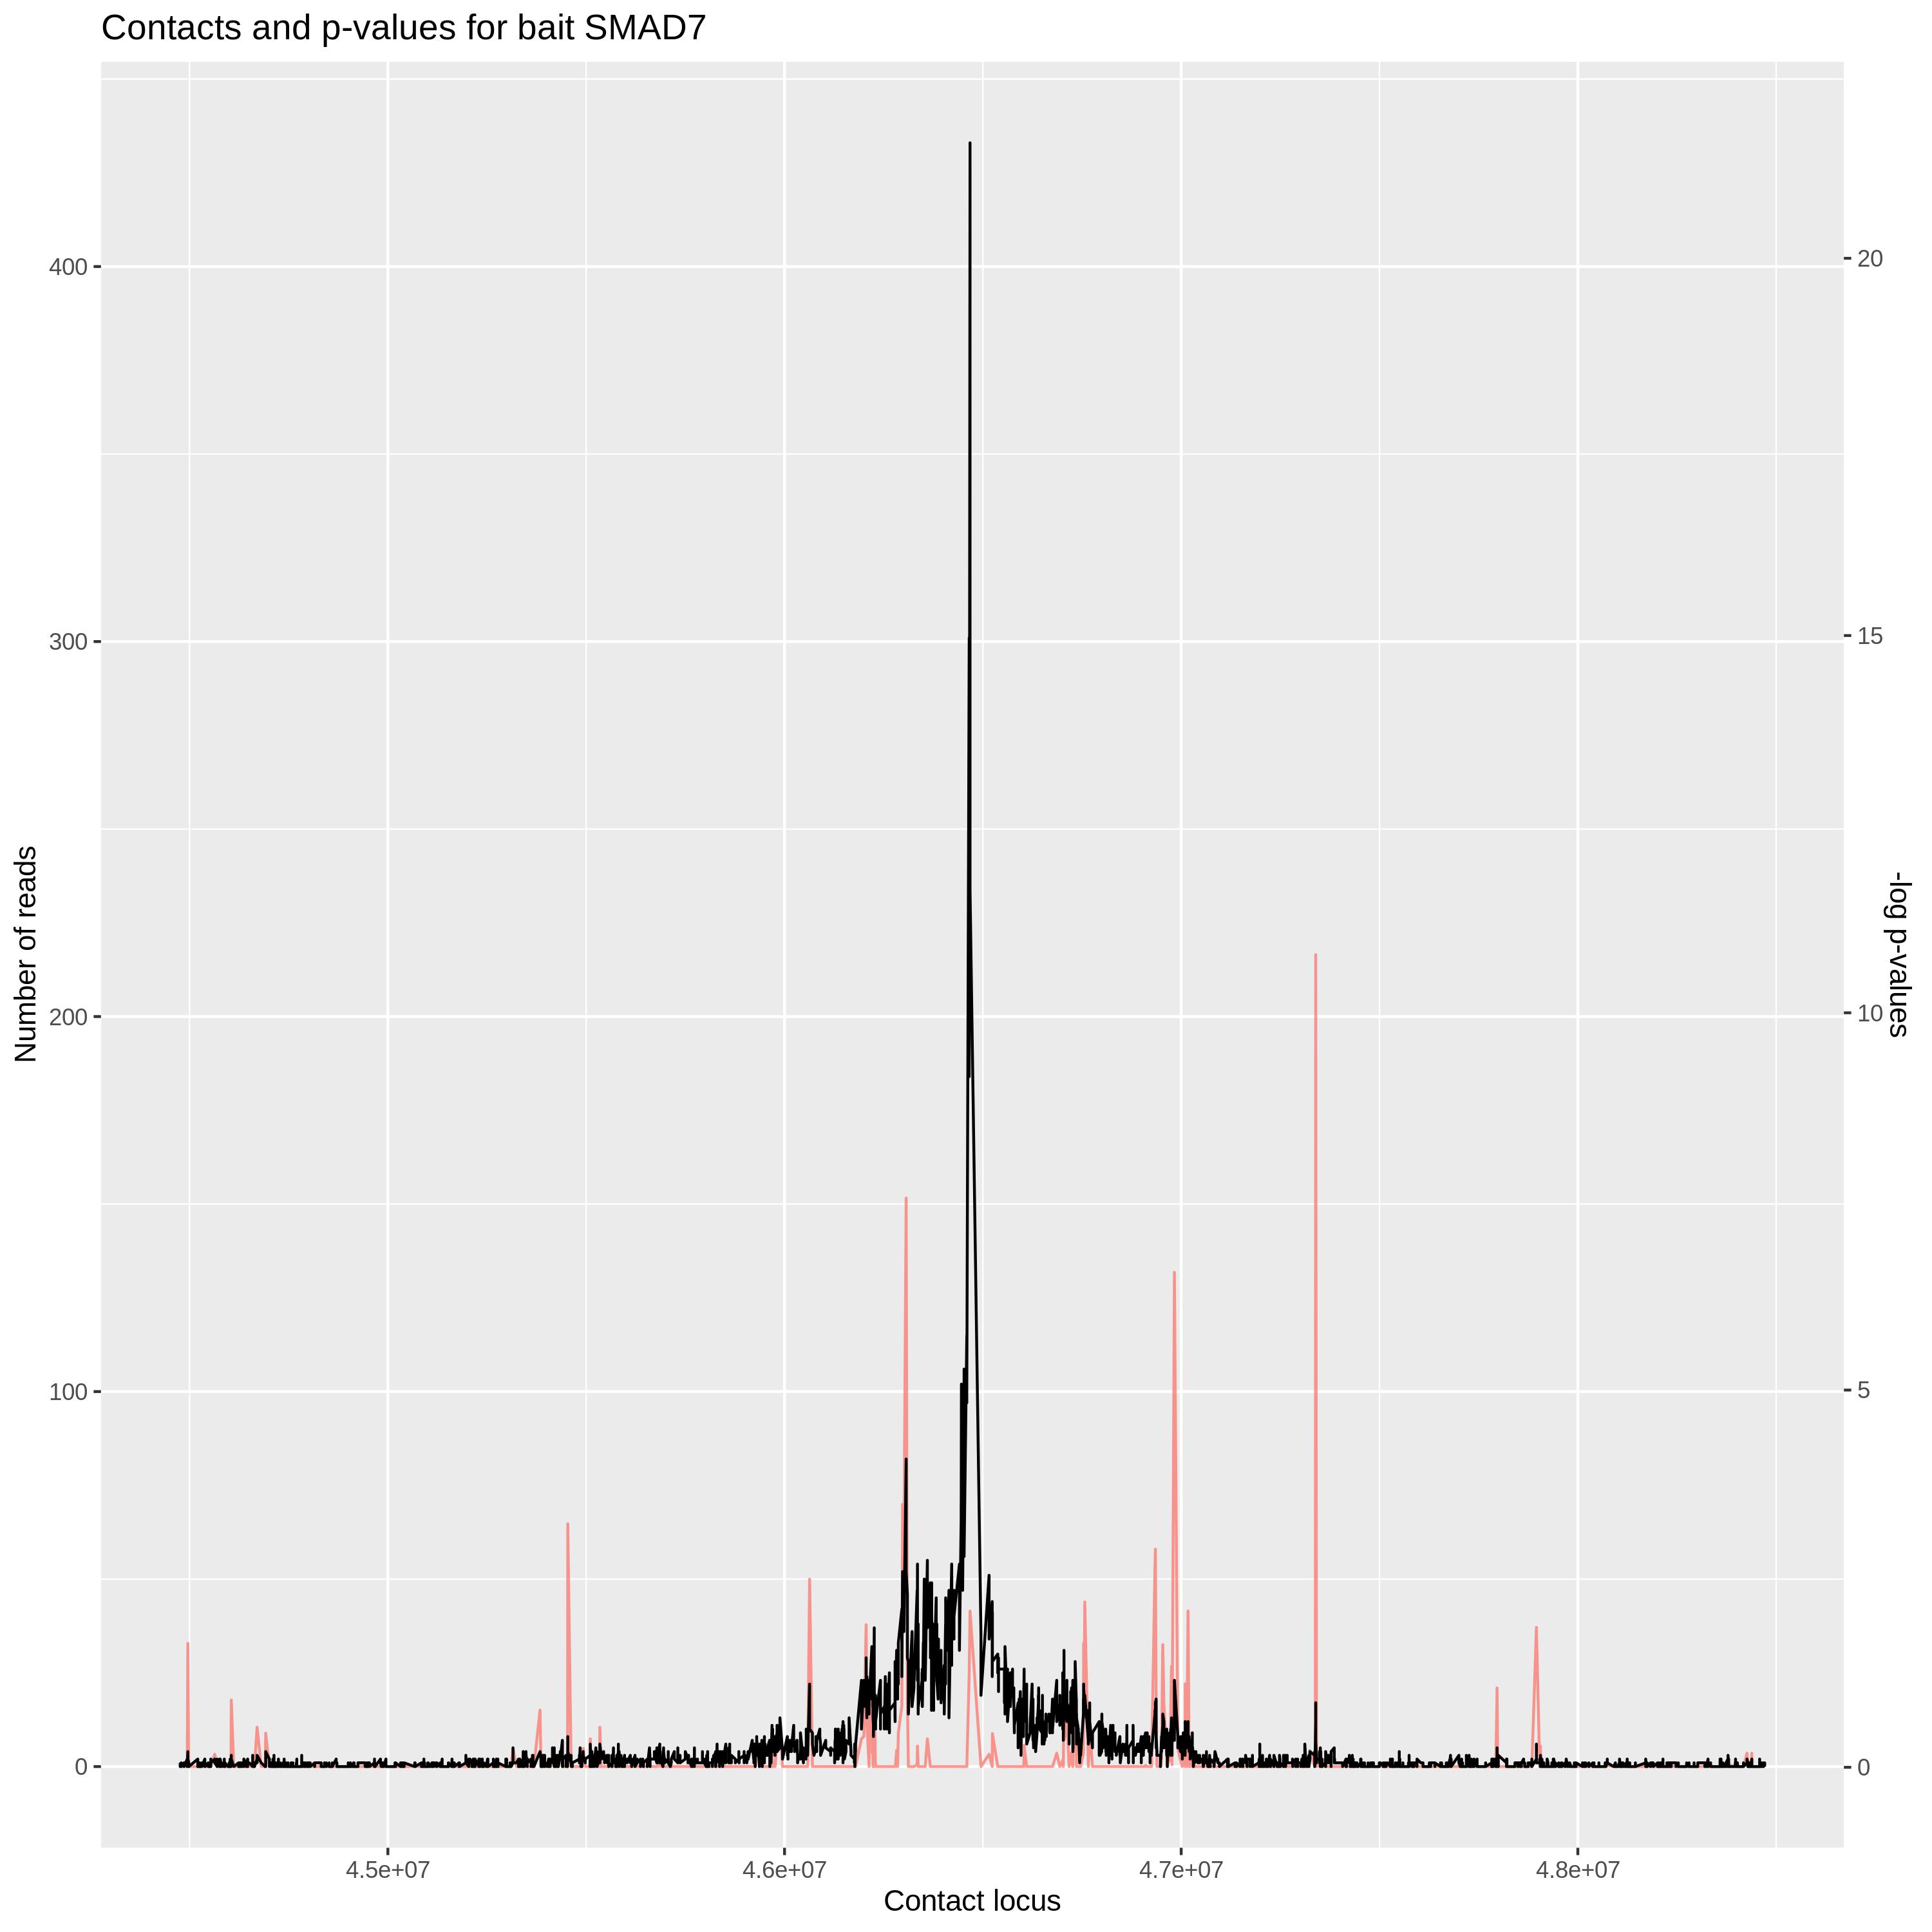 Contacts and p-values for bait SMAD7
Number of reads
400
300
200
100
0
20
15
10
5
0
-log p-values
4.5e+07
4.6e+07
4.7e+07
4.8e+07
Contact locus